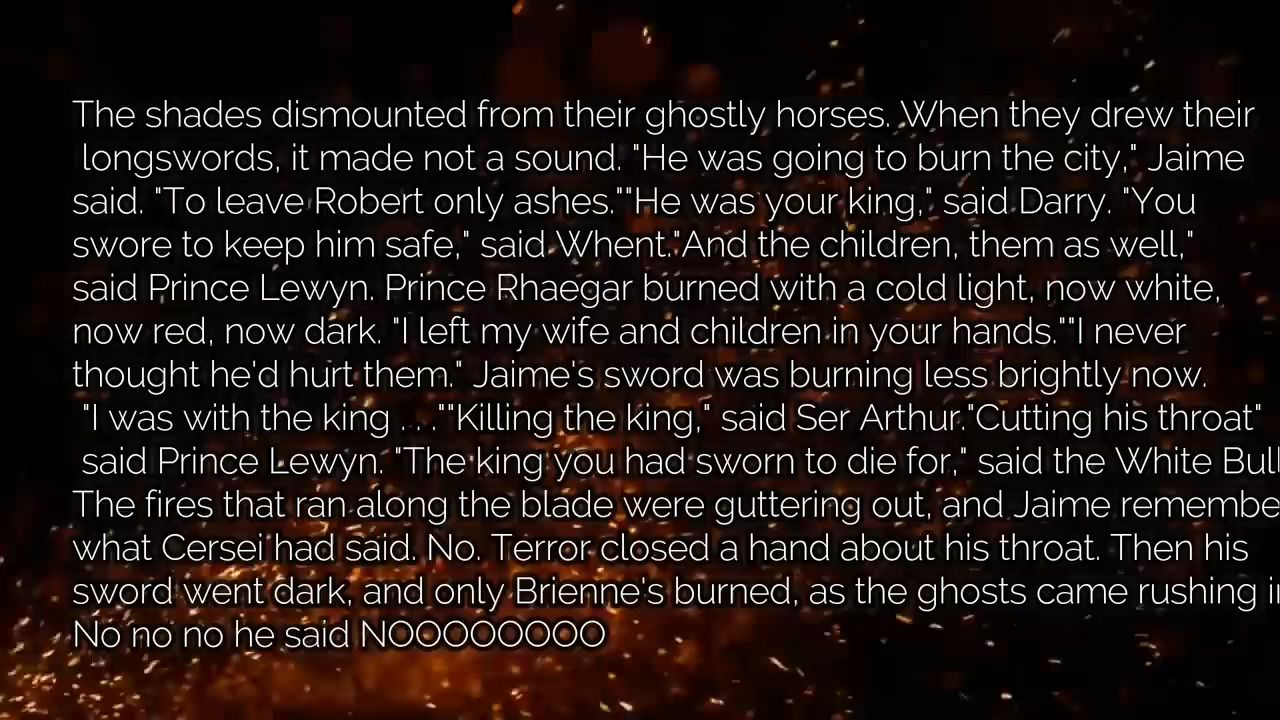 The shades dismounted from their ghostly horses. When they drew their
longswords, it made not a sound. "He was going to burn the city," Jaime
said. "To leave Robert only ashes.""He was your king," said Darry. "You
swore to keep him safe," said Whent."And the children, them as well,"
said Prince Lewyn. Prince Rhaegar burned with a cold light, now white,
now red, now dark. "I left my wife and children in your hands.""I never
thought he'd hurt them." Jaime's sword was burning less brightly now.
"I was with the king . . .""Killing the king," said Ser Arthur."Cutting his throat"
said Prince Lewyn. "The king you had sworn to die for," said the White Bull
The fires that ran along the blade were guttering out, and Jaime remembe
what Cersei had said. No. Terror closed a hand about his throat. Then his
sword went dark, and only Brienne's burned, as the ghosts came rushing i
No no no he said NOOOOOOOO